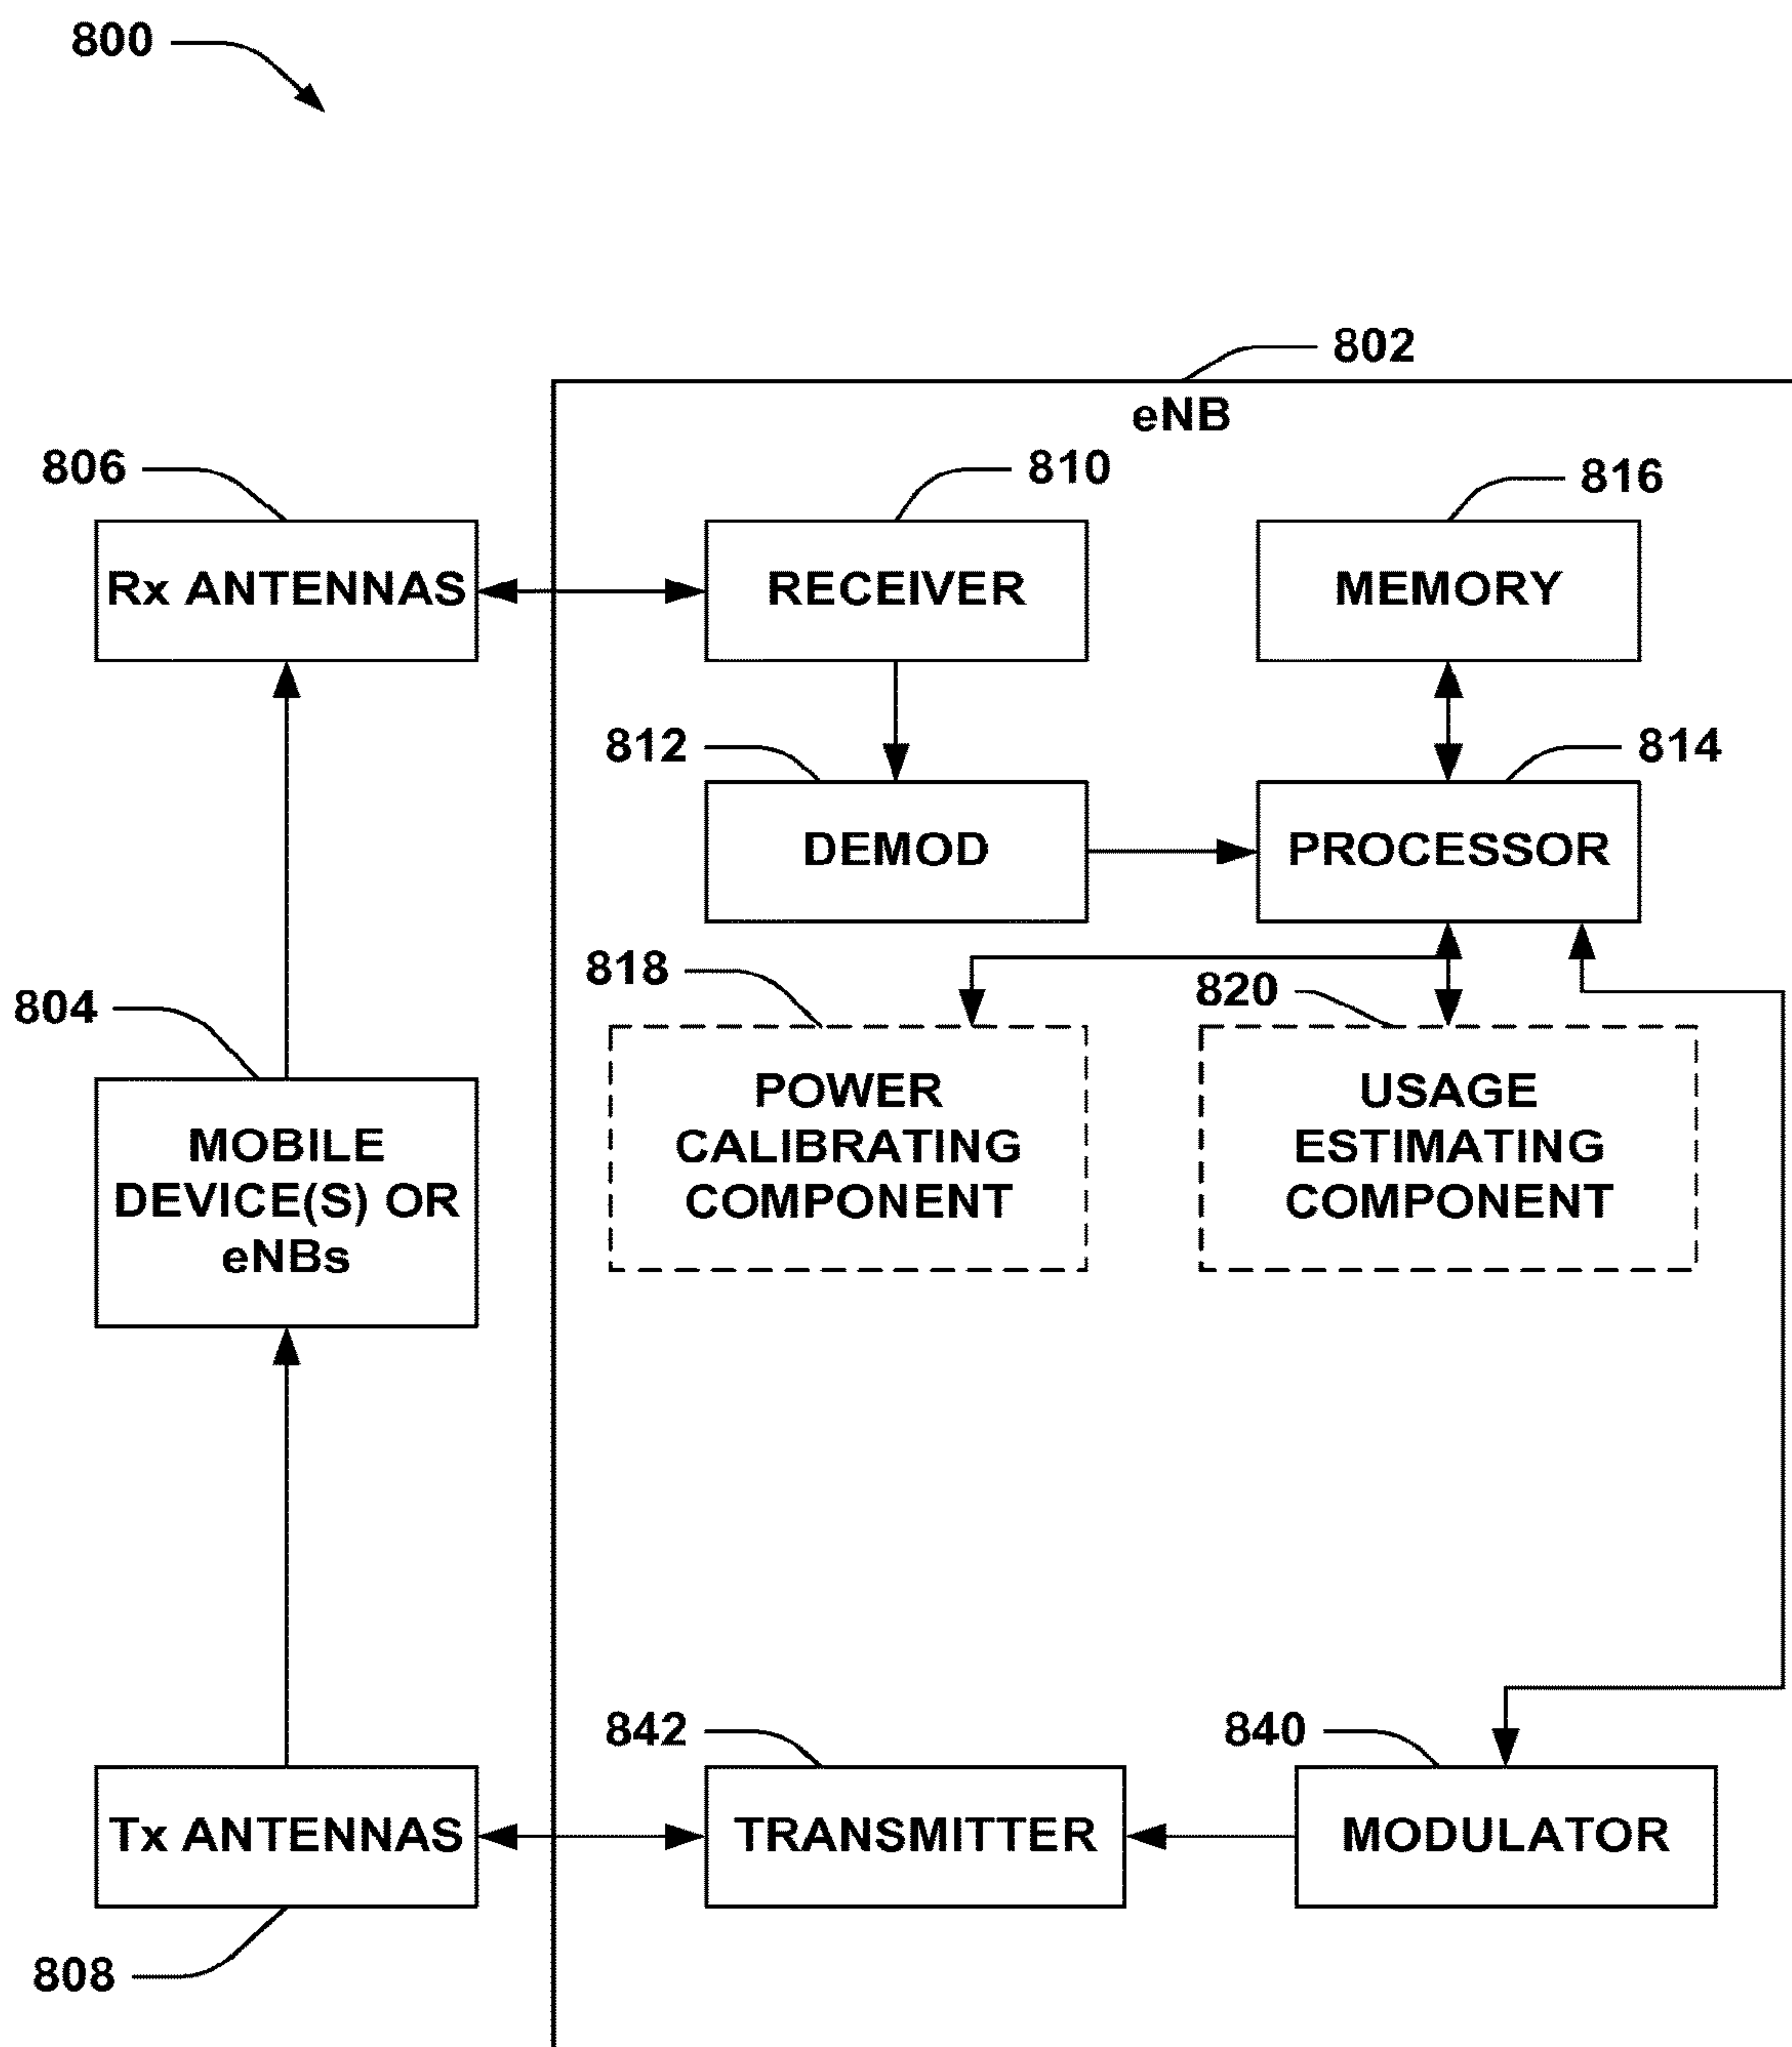 800
802
eNB
806
810
816
Rx ANTENNAS
RECEIVER
MEMORY
812
814
DEMOD
PROCESSOR
818
820
804
POWER
CALIBRATING
COMPONENT
USAGE
ESTIMATING
COMPONENT
MOBILE
DEVICE(S) OR
eNBs
842
840
Tx ANTENNAS
TRANSMITTER
MODULATOR
808